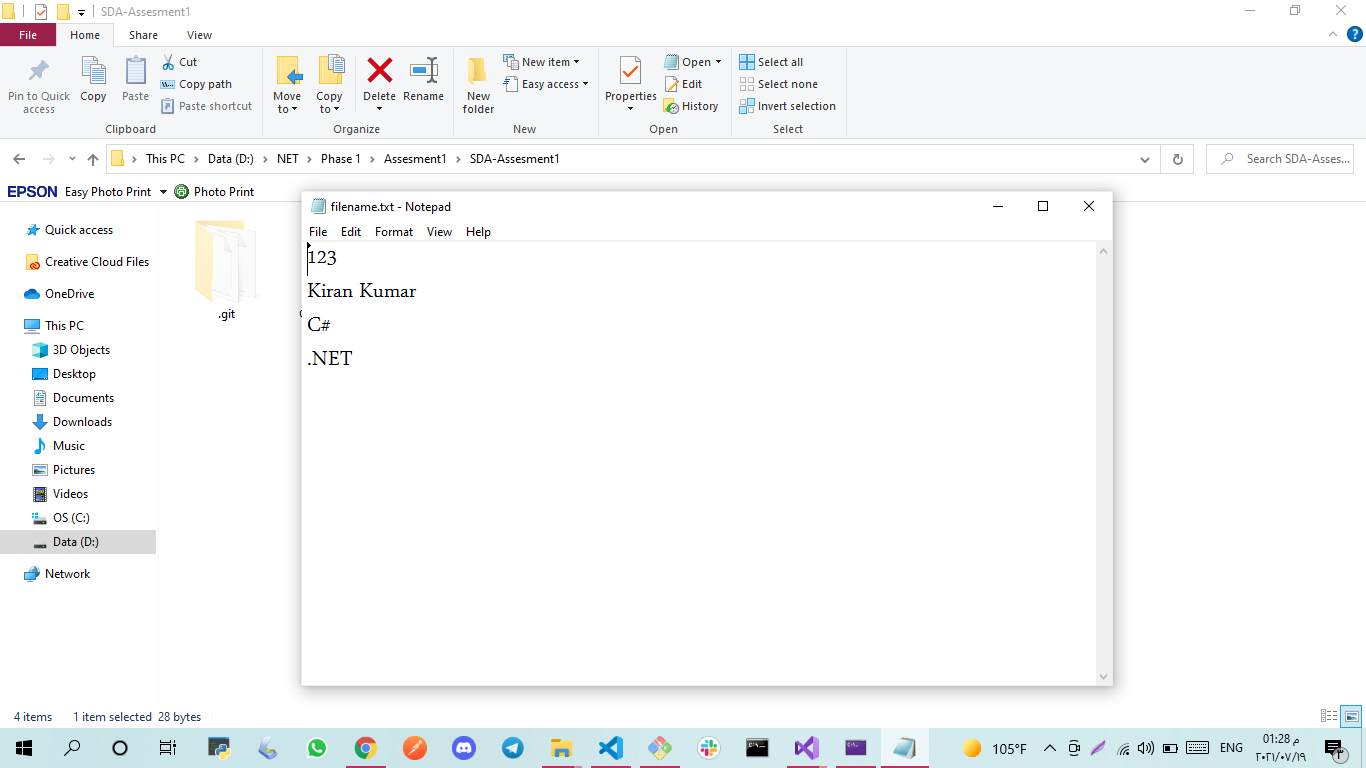 SDA-Assesment1
File Home Share View
Pin to Quick access
Copy
Paste
Cut
Copy path
Paste shortcut
Clipboard
Move to
Copy to
Delete
Rename
Organize
New folder
New item
Easy access
New
Properties
Open
Edit
History
Open
Select all
Select none
Invert selection
Select
This PC > Data (D:) > NET > Phase 1 > Assesment1 > SDA-Assesment1
Search SDA-Asses...
EPSON Easy Photo Print Photo Print
Quick access
Creative Cloud Files
OneDrive
This PC
3D Objects
Desktop
Documents
Downloads
Music
Pictures
Videos
OS (C:)
Data (D:)
Network
.git
filename.txt - Notepad
File Edit Format View Help
123
Kiran Kumar
C#
.NET
4 items 1 item selected 28 bytes
105°F
ENG
01:28 م
٢٠٢١/٠٧/١٩